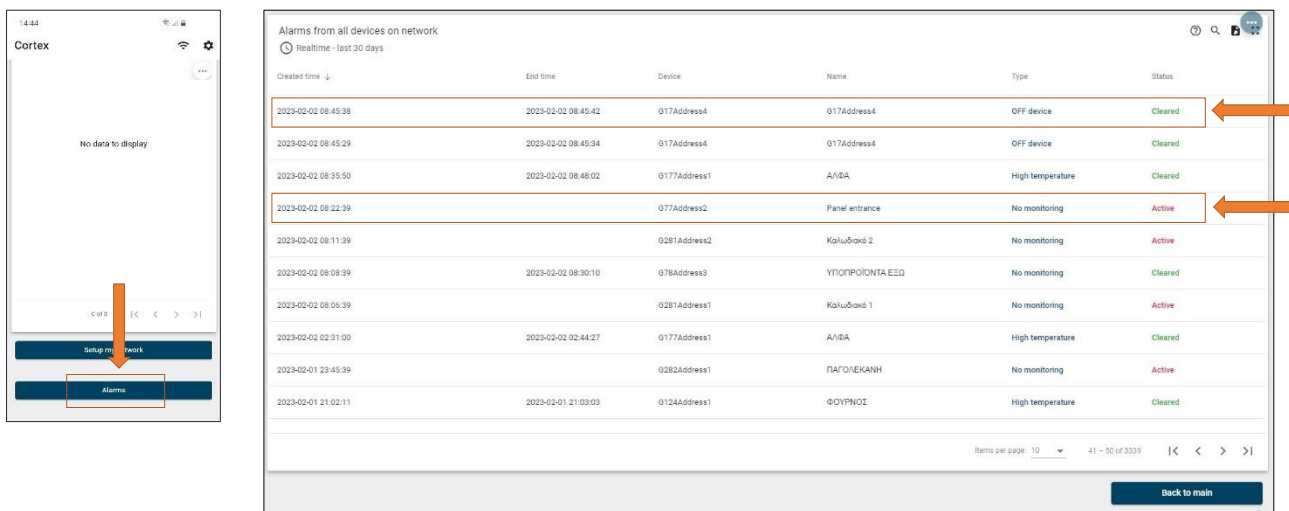 14:44
Cortex
No data to display
Setup my network
Alarms
Alarms from all devices on network
Realtime - last 30 days
Created time End time Device Name Type Status
2023-02-02 08:45:38 2023-02-02 08:45:42 G17Address4 G17Address4 OFF device Cleared
2023-02-02 08:45:29 2023-02-02 08:45:34 G17Address4 G17Address4 OFF device Cleared
2023-02-02 08:35:50 2023-02-02 08:48:02 G177Address1 ΑΛΦΑ High temperature Cleared
2023-02-02 08:22:39 G77Address2 Panel entrance No monitoring Active
2023-02-02 08:11:39 G281Address2 Καλωδιακό 2 No monitoring Active
2023-02-02 08:08:39 2023-02-02 08:30:10 G78Address3 ΥΠΟΠΡΟΪΟΝΤΑ ΕΞΩ No monitoring Cleared
2023-02-02 08:06:39 G281Address1 Καλωδιακό 1 No monitoring Active
2023-02-02 02:31:00 2023-02-02 02:44:27 G177Address1 ΑΛΦΑ High temperature Cleared
2023-02-01 23:45:39 G282Address1 ΠΑΓΟΛΕΚΑΝΗ No monitoring Active
2023-02-01 21:02:11 2023-02-01 21:03:03 G124Address1 ΦΟΥΡΝΟΣ High temperature Cleared
Items per page: 10 41 – 50 of 3339
Back to main